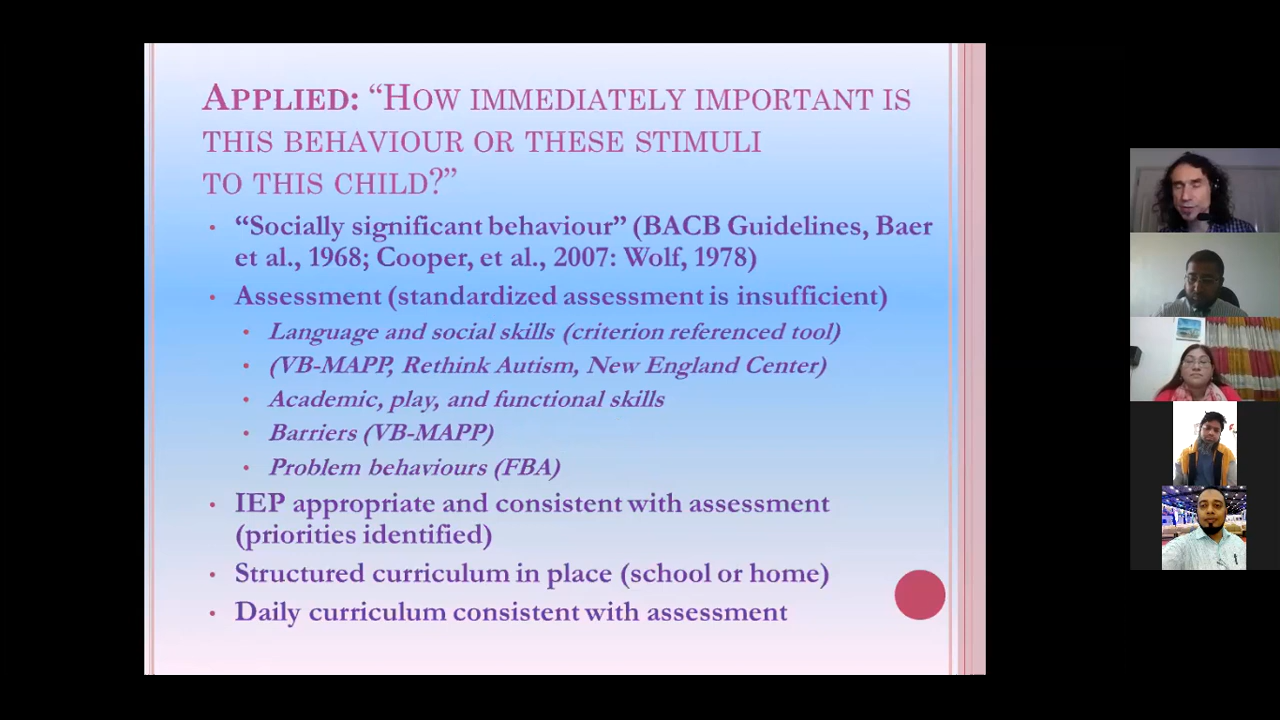 APPLIED: “HOW IMMEDIATELY IMPORTANT IS
THIS BEHAVIOUR OR THESE STIMULI
TO THIS CHILD?”
• “Socially significant behaviour” (BACB Guidelines, Baer
et al., 1968; Cooper, et al., 2007: Wolf, 1978)
• Assessment (standardized assessment is insufficient)
• Language and social skills (criterion referenced tool)
• (VB-MAPP, Rethink Autism, New England Center)
• Academic, play, and functional skills
• Barriers (VB-MAPP)
• Problem behaviours (FBA)
• IEP appropriate and consistent with assessment
(priorities identified)
• Structured curriculum in place (school or home)
• Daily curriculum consistent with assessment